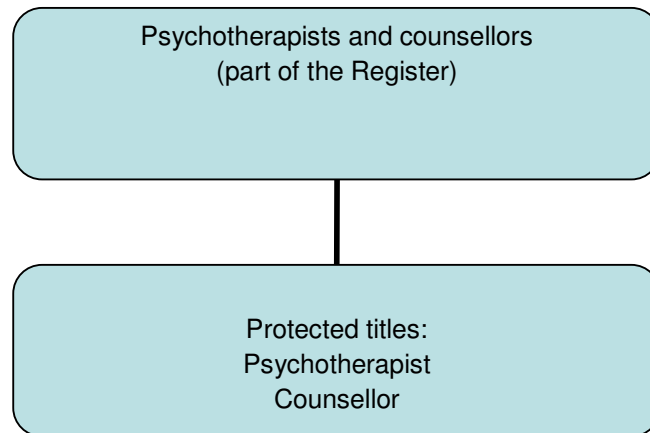 Psychotherapists and counsellors
(part of the Register)
Protected titles:
Psychotherapist
Counsellor